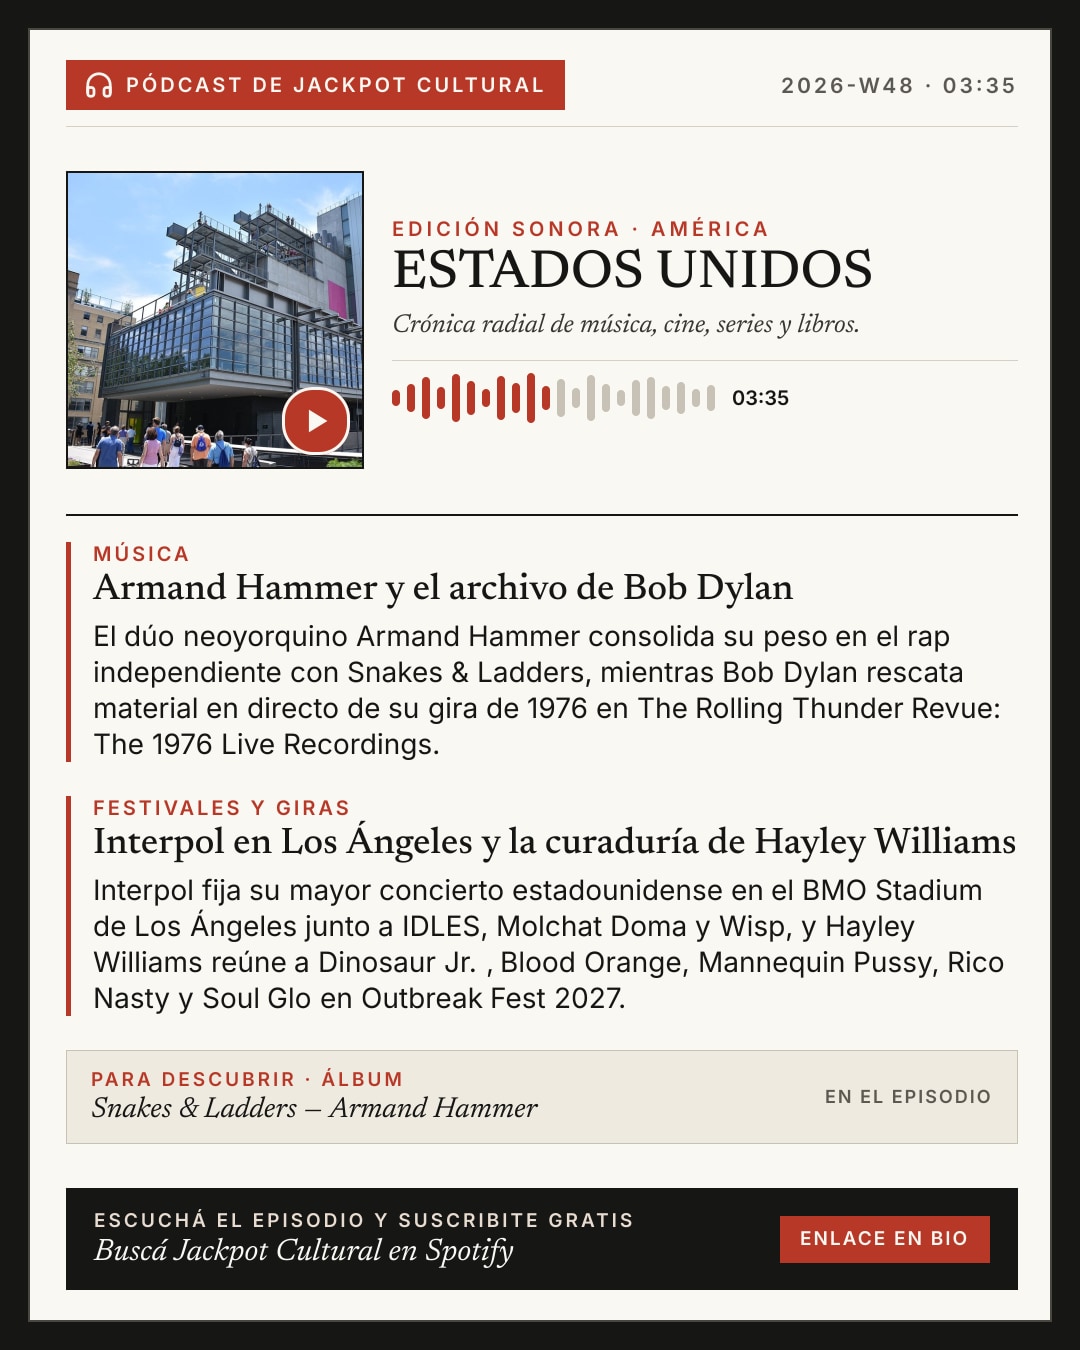 PÓDCAST DE JACKPOT CULTURAL
2026-W48 · 03:35
EDICIÓN SONORA · AMÉRICA
ESTADOS UNIDOS
Crónica radial de música, cine, series y libros.
03:35
MÚSICA
Armand Hammer y el archivo de Bob Dylan
El dúo neoyorquino Armand Hammer consolida su peso en el rap
independiente con Snakes & Ladders, mientras Bob Dylan rescata
material en directo de su gira de 1976 en The Rolling Thunder Revue:
The 1976 Live Recordings.
FESTIVALES Y GIRAS
Interpol en Los Ángeles y la curaduría de Hayley Williams
Interpol fija su mayor concierto estadounidense en el BMO Stadium
de Los Ángeles junto a IDLES, Molchat Doma y Wisp, y Hayley
Williams reúne a Dinosaur Jr. , Blood Orange, Mannequin Pussy, Rico
Nasty y Soul Glo en Outbreak Fest 2027.
PARA DESCUBRIR · ÁLBUM
Snakes & Ladders – Armand Hammer
EN EL EPISODIO
ESCUCHÁ EL EPISODIO Y SUSCRIBITE GRATIS
Buscá Jackpot Cultural en Spotify
ENLACE EN BIO